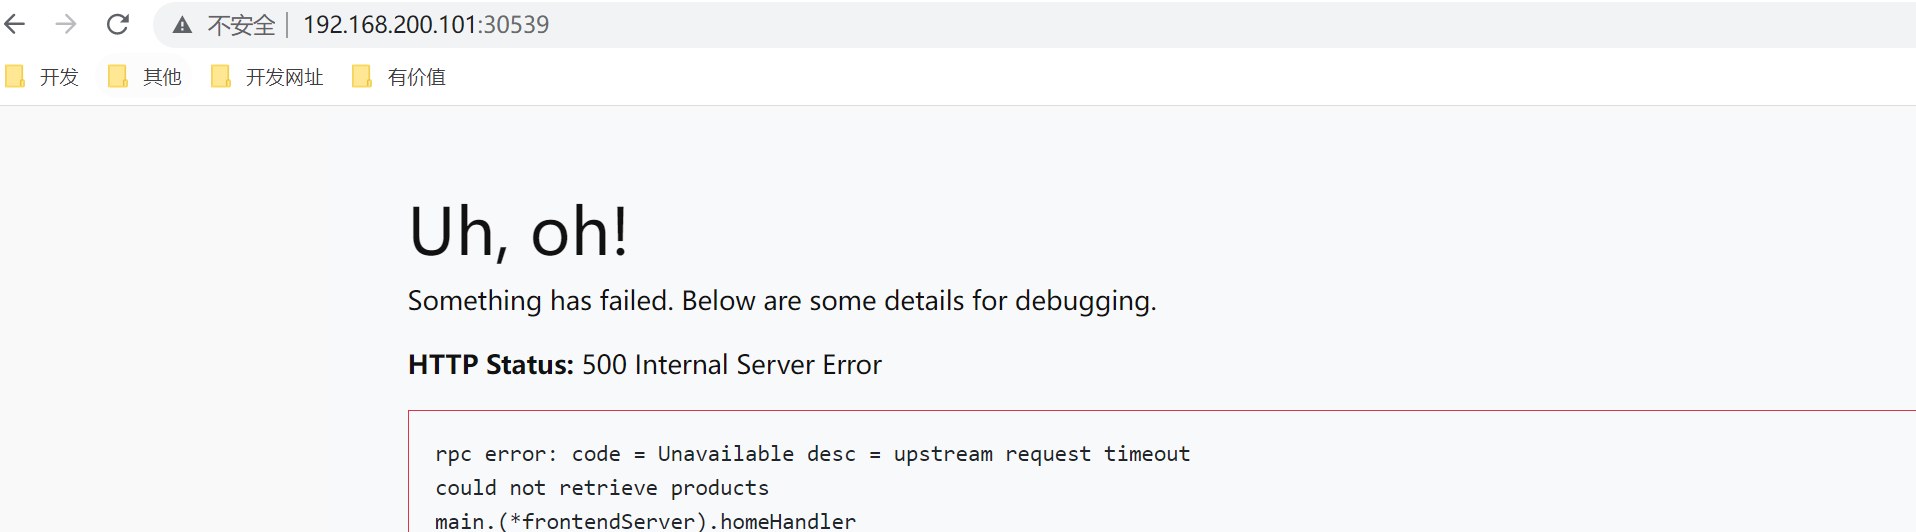 不安全 192.168.200.101:30539
开发 其他 开发网址 有价值
Uh, oh!
Something has failed. Below are some details for debugging.
HTTP Status: 500 Internal Server Error
rpc error: code = Unavailable desc = upstream request timeout
could not retrieve products
main.(*frontendServer).homeHandler